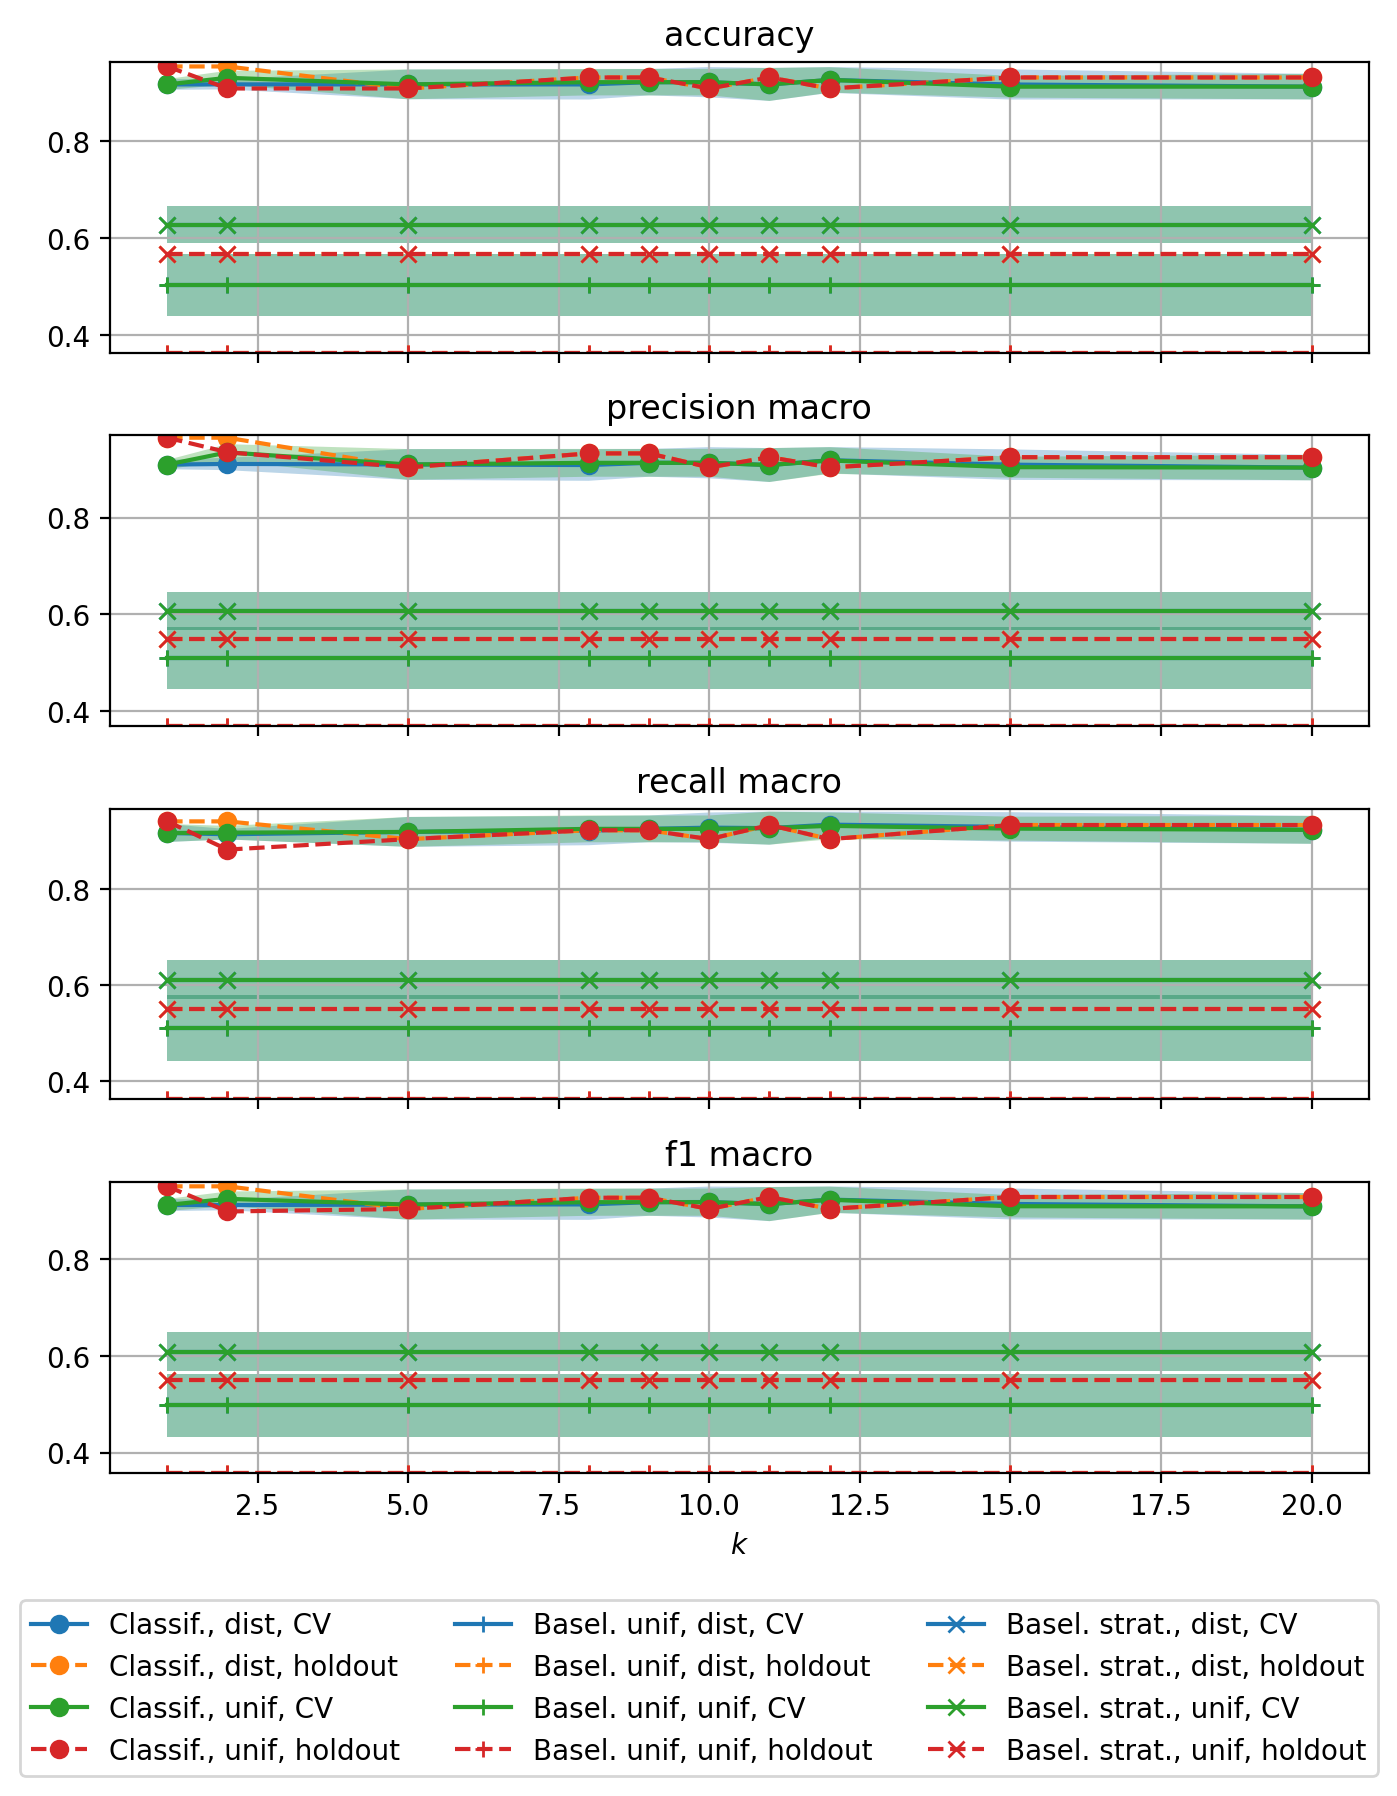 accuracy
0.8
0.6
0.4
precision macro
0.8
0.6
0.4
recall macro
0.8
0.6
0.4
f1 macro
0.8
0.6
0.4
2.5 5.0 7.5 10.0 12.5 15.0 17.5 20.0
k
Classif., dist, CV Basel. unif, dist, CV Basel. strat., dist, CV
Classif., dist, holdout Basel. unif, dist, holdout Basel. strat., dist, holdout
Classif., unif, CV Basel. unif, unif, CV Basel. strat., unif, CV
Classif., unif, holdout Basel. unif, unif, holdout Basel. strat., unif, holdout